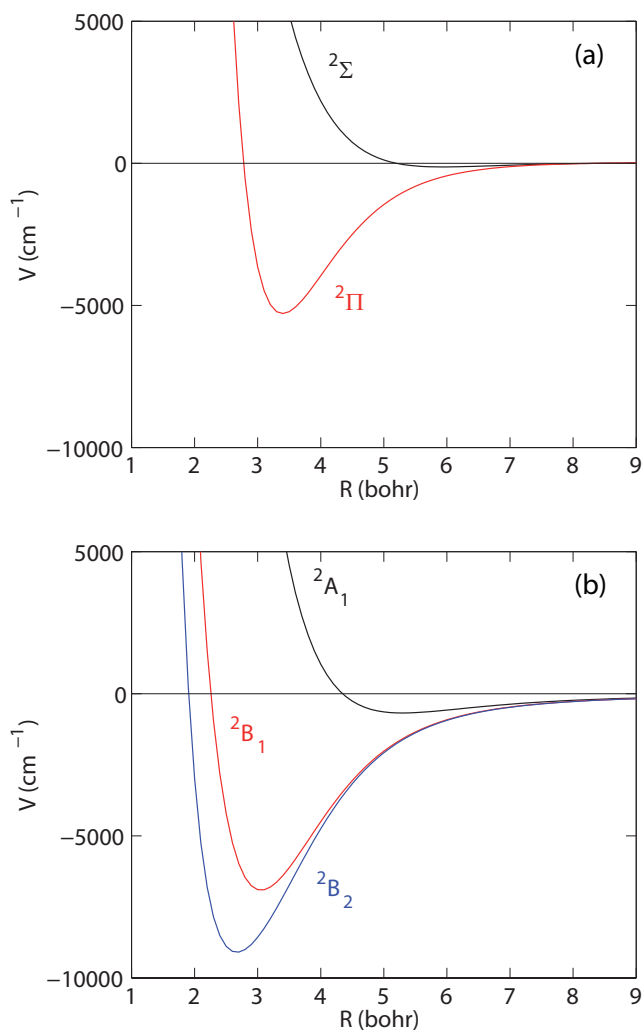 5000
(a)
²Σ
0
V (cm ⁻¹)
²Π
−5000
−10000
1 2 3 4 5 6 7 8 9
R (bohr)
5000
(b)
²A₁
0
V (cm ⁻¹)
²B₁
−5000
²B₂
−10000
1 2 3 4 5 6 7 8 9
R (bohr)